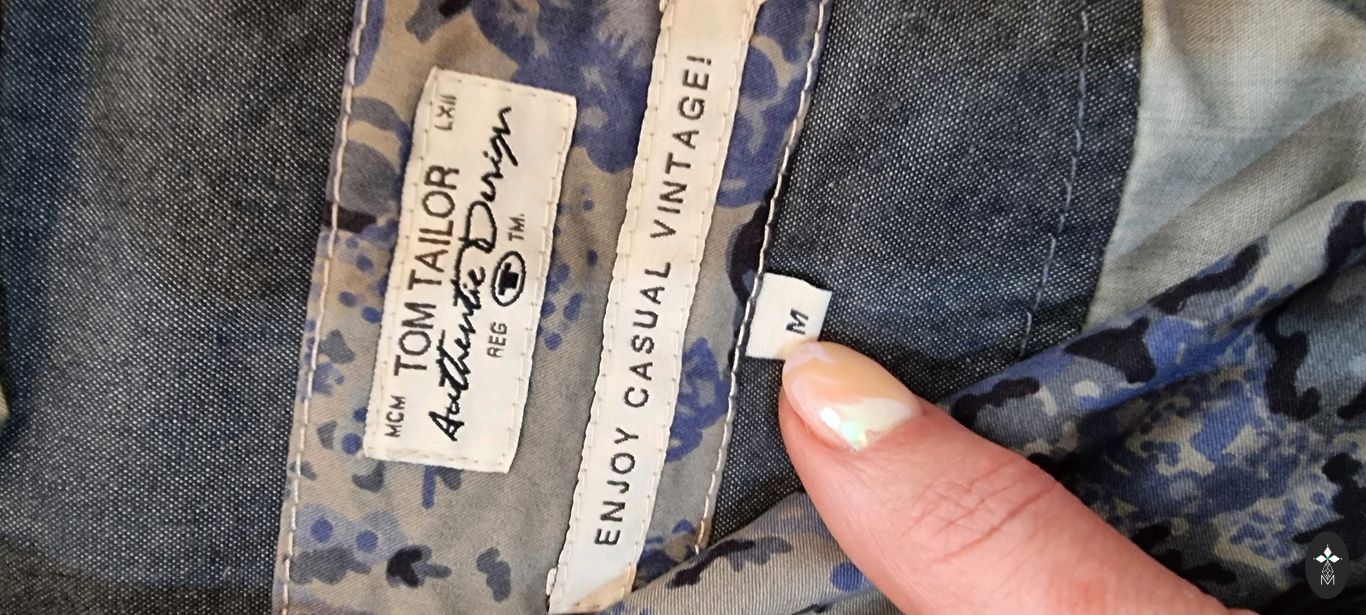 MCM LXII
TOM TAILOR
Authentic Design
REG TM.
ENJOY CASUAL VINTAGE!
M
M